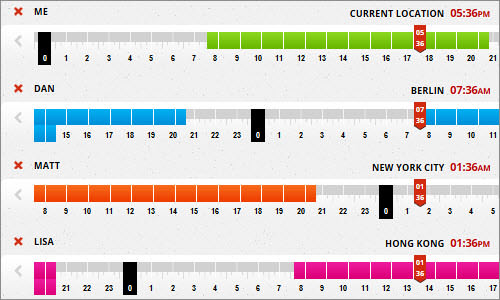 ME CURRENT LOCATION 05:36PM
05
36
0 1 2 3 4 5 6 7 8 9 10 11 12 13 14 15 16 17 18 19 20 21
DAN BERLIN 07:36AM
07
36
15 16 17 18 19 20 21 22 23 0 1 2 3 4 5 6 7 8 9 10 11
MATT NEW YORK CITY 01:36AM
01
36
8 9 10 11 12 13 14 15 16 17 18 19 20 21 22 23 0 1 2 3 4 5
LISA HONG KONG 01:36PM
01
36
21 22 23 0 1 2 3 4 5 6 7 8 9 10 11 12 13 14 15 16 17